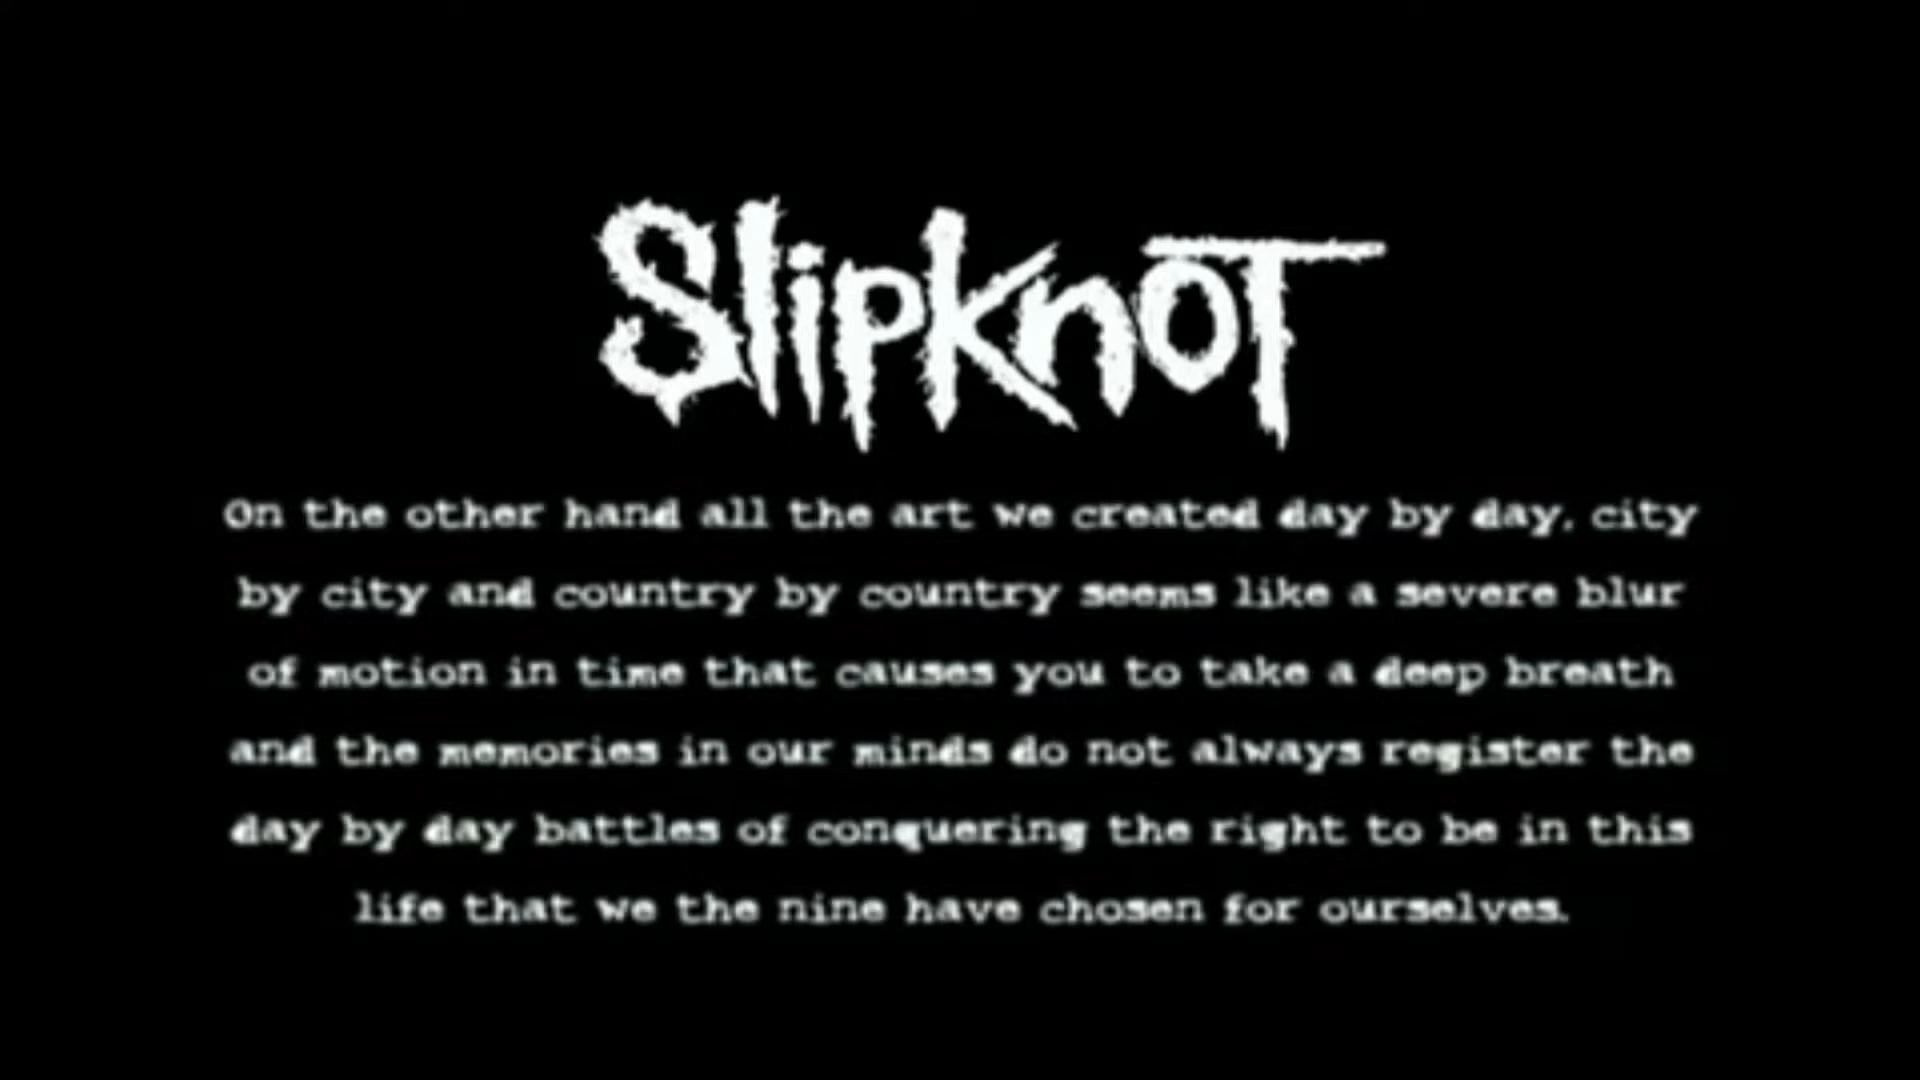 Slipknot
On the other hand all the art we created day by day, city
by city and country by country seems like a severe blur
of motion in time that causes you to take a deep breath
and the memories in our minds do not always register the
day by day battles of conquering the right to be in this
life that we the nine have chosen for ourselves.